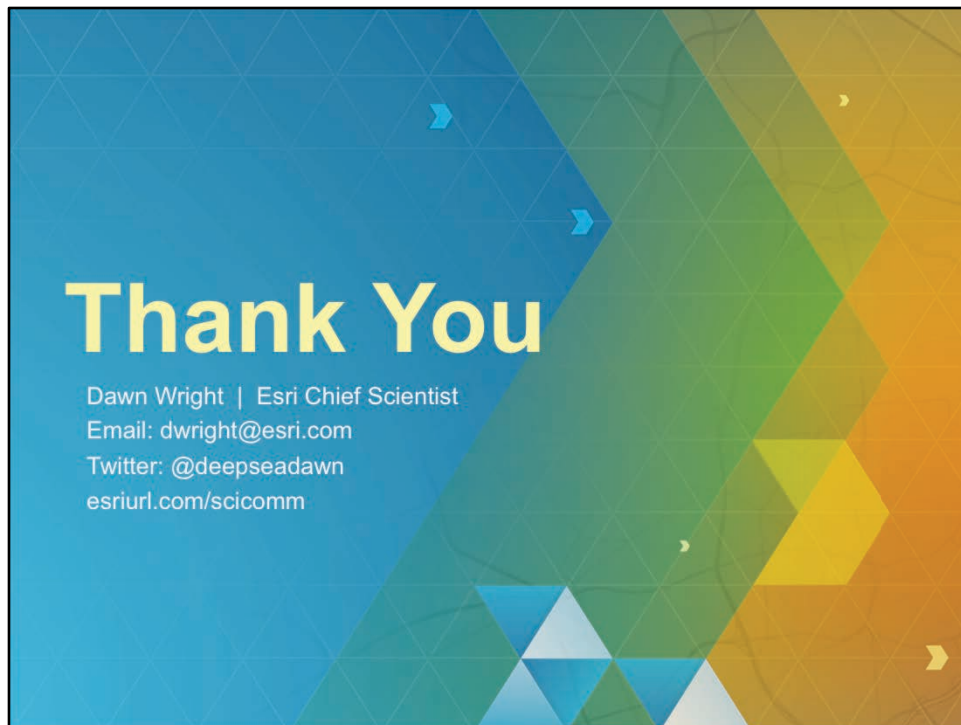 Thank You
Dawn Wright | Esri Chief Scientist
Email: dwright@esri.com
Twitter: @deepseadawn
esriurl.com/scicomm